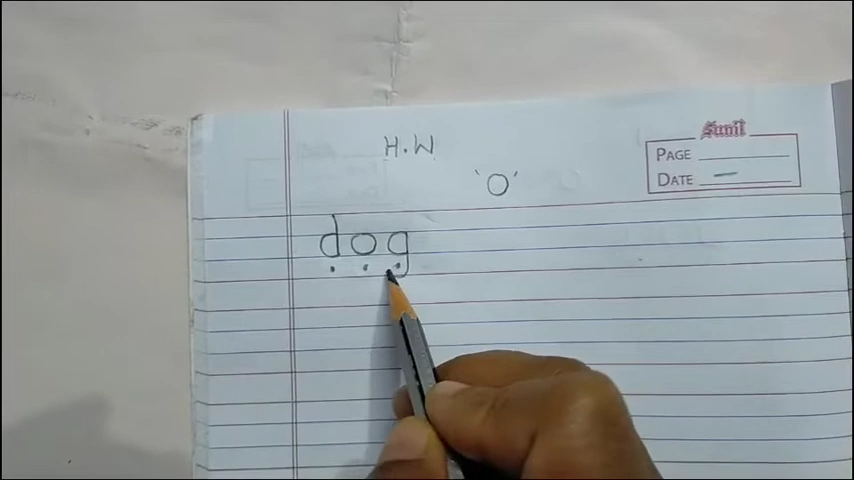 Sunil
H.W
PAGE
'O'
DATE —
dog